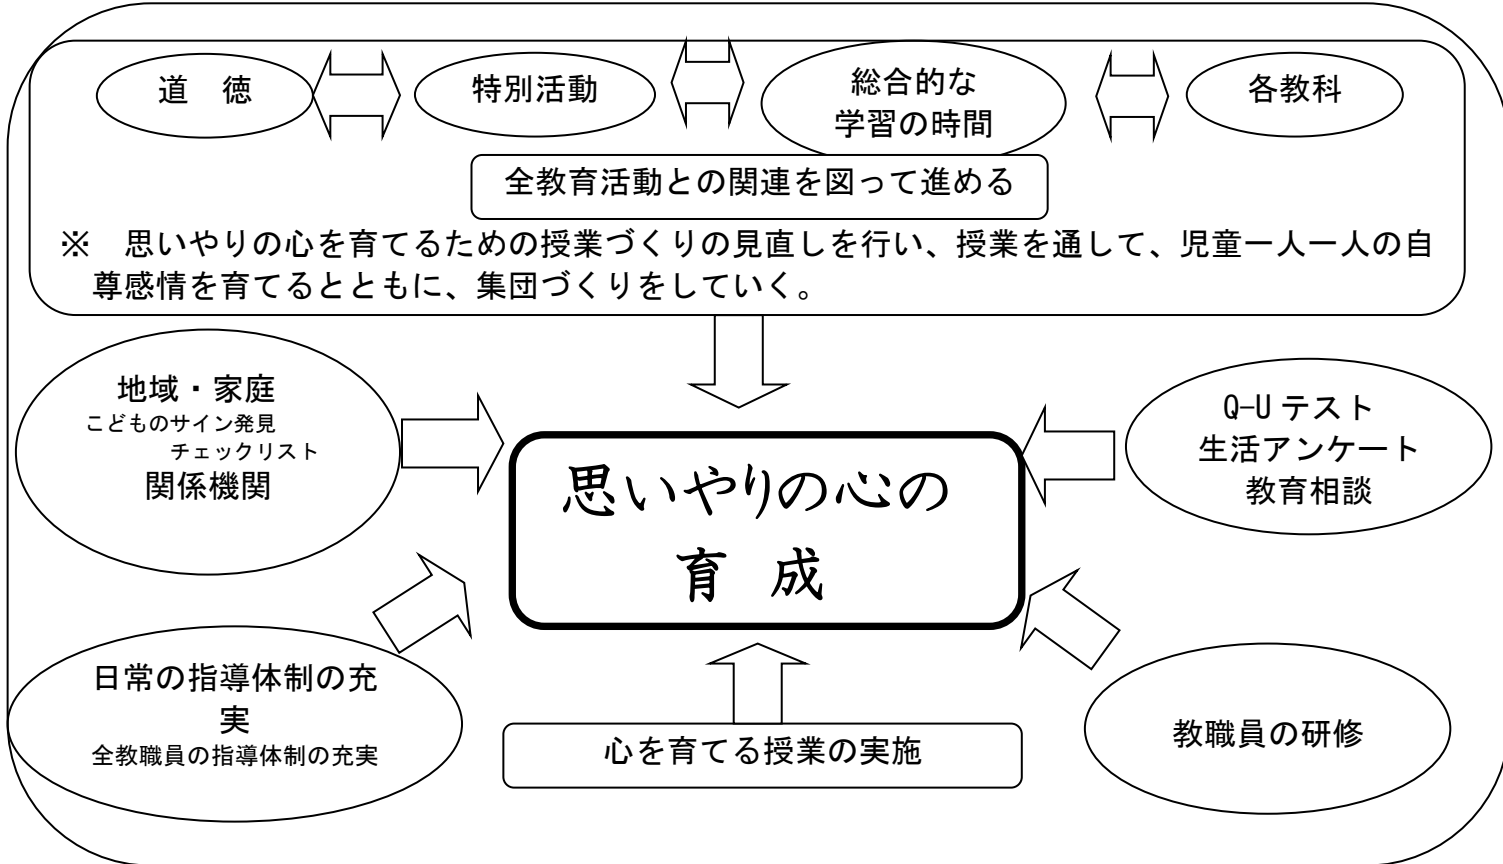 道　徳
特別活動
総合的な
学習の時間
各教科
全教育活動との関連を図って進める
※　思いやりの心を育てるための授業づくりの見直しを行い、授業を通して、児童一人一人の自
尊感情を育てるとともに、集団づくりをしていく。
地域・家庭
こどものサイン発見
チェックリスト
関係機関
Q-Uテスト
生活アンケート
教育相談
思いやりの心の
育 成
日常の指導体制の充
実
全教職員の指導体制の充実
心を育てる授業の実施
教職員の研修